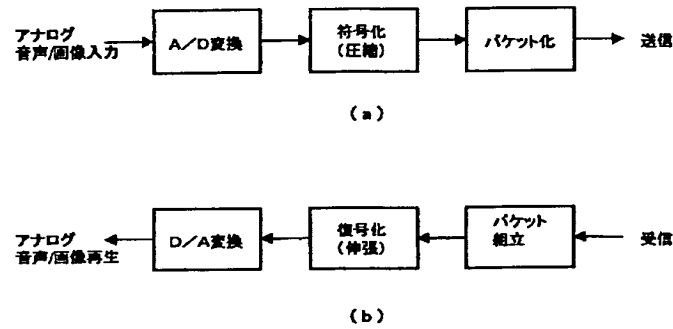 アナログ
音声/画像入力
A/D変換
符号化
(圧縮)
パケット化
送信
(a)
アナログ
音声/画像再生
D/A変換
復号化
(伸張)
パケット
組立
受信
(b)